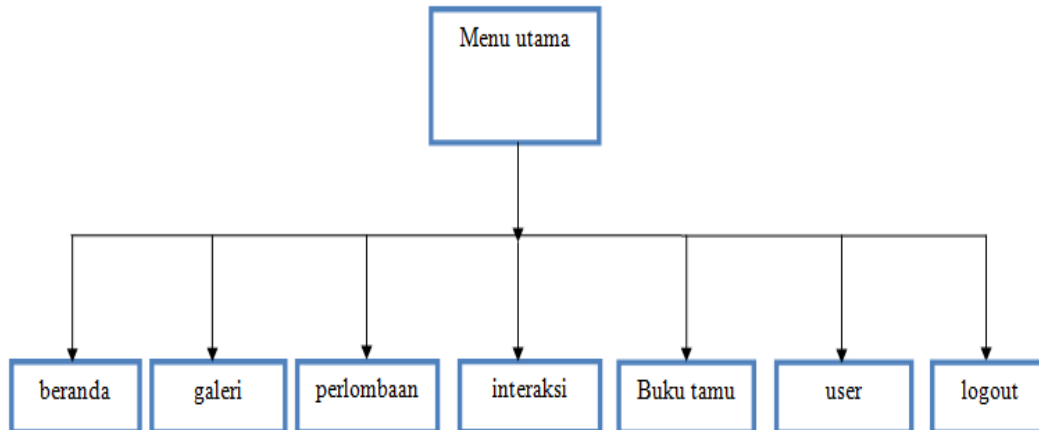 Menu utama
beranda
galeri
perlombaan
interaksi
Buku tamu
user
logout